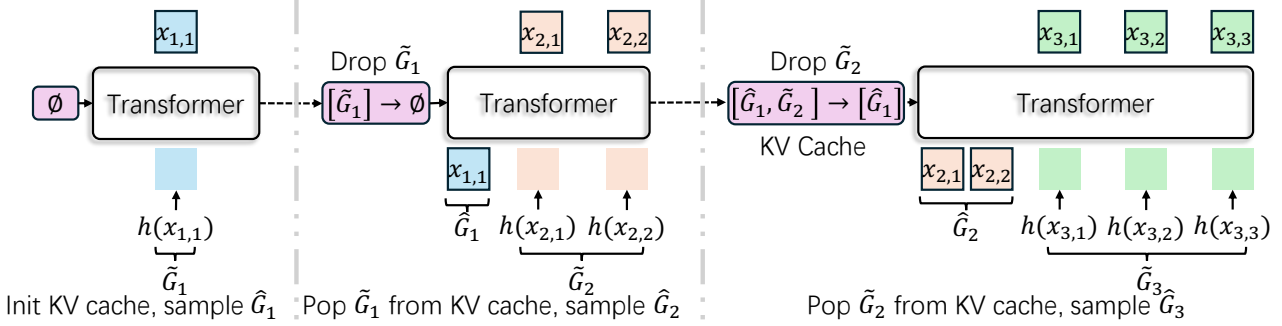 x₁,₁
∅
Transformer
h(x₁,₁)
G̃₁
Init KV cache, sample Ĝ₁
x₂,₁ x₂,₂
Drop G̃₁
[G̃₁] → ∅
Transformer
x₁,₁
Ĝ₁
h(x₂,₁) h(x₂,₂)
G̃₂
Pop G̃₁ from KV cache, sample Ĝ₂
x₃,₁ x₃,₂ x₃,₃
Drop G̃₂
[Ĝ₁, G̃₂] → [Ĝ₁]
KV Cache
Transformer
x₂,₁ x₂,₂
Ĝ₂
h(x₃,₁) h(x₃,₂) h(x₃,₃)
G̃₃
Pop G̃₂ from KV cache, sample Ĝ₃